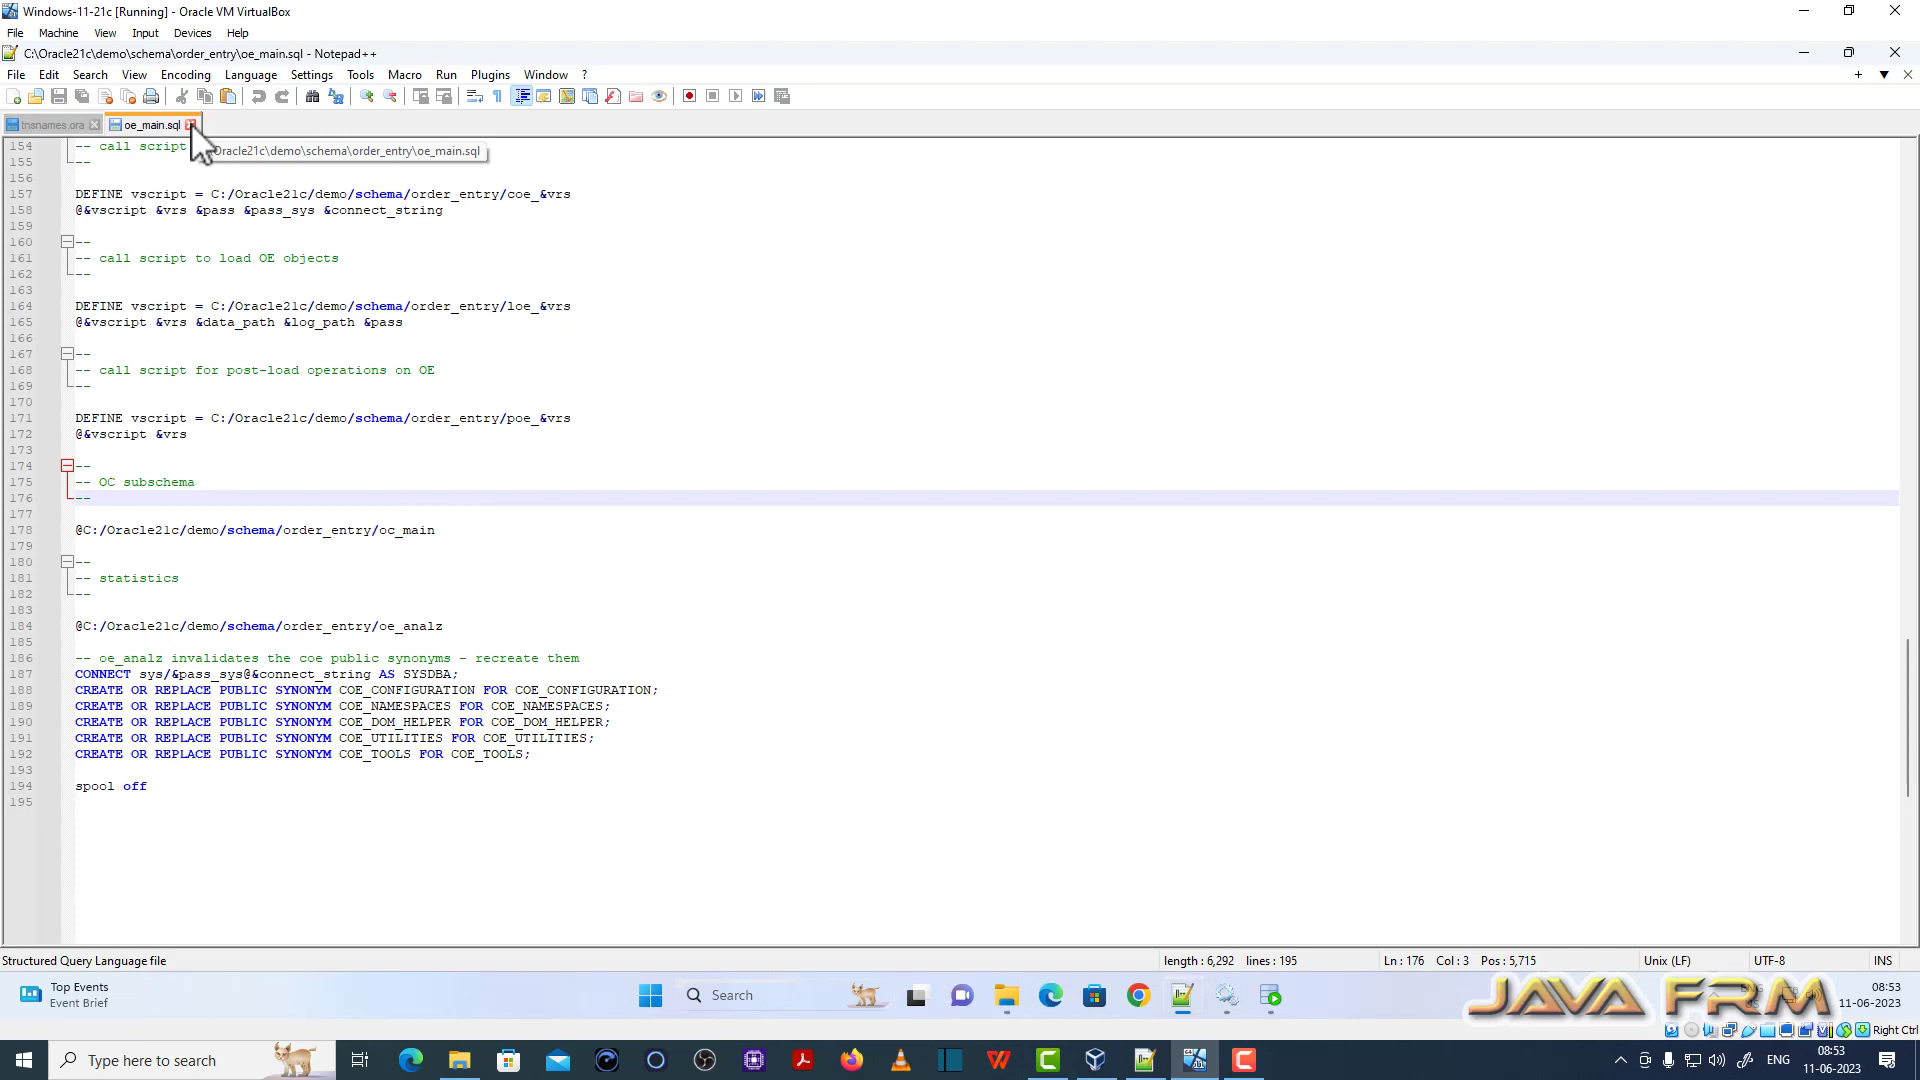 Windows-11-21c [Running] - Oracle VM VirtualBox
File Machine View Input Devices Help
C:\Oracle21c\demo\schema\order_entry\oe_main.sql - Notepad++
File Edit Search View Encoding Language Settings Tools Macro Run Plugins Window ?
tnsnames.ora oe_main.sql
154 -- call script
Oracle21c\demo\schema\order_entry\oe_main.sql
155 --
156
157 DEFINE vscript = C:/Oracle21c/demo/schema/order_entry/coe_&vrs
158 @&vscript &vrs &pass &pass_sys &connect_string
159
160 --
161 -- call script to load OE objects
162 --
163
164 DEFINE vscript = C:/Oracle21c/demo/schema/order_entry/loe_&vrs
165 @&vscript &vrs &data_path &log_path &pass
166
167 --
168 -- call script for post-load operations on OE
169 --
170
171 DEFINE vscript = C:/Oracle21c/demo/schema/order_entry/poe_&vrs
172 @&vscript &vrs
173
174 --
175 -- OC subschema
176 --
177
178 @C:/Oracle21c/demo/schema/order_entry/oc_main
179
180 --
181 -- statistics
182 --
183
184 @C:/Oracle21c/demo/schema/order_entry/oe_analz
185
186 -- oe_analz invalidates the coe public synonyms - recreate them
187 CONNECT sys/&pass_sys@&connect_string AS SYSDBA;
188 CREATE OR REPLACE PUBLIC SYNONYM COE_CONFIGURATION FOR COE_CONFIGURATION;
189 CREATE OR REPLACE PUBLIC SYNONYM COE_NAMESPACES FOR COE_NAMESPACES;
190 CREATE OR REPLACE PUBLIC SYNONYM COE_DOM_HELPER FOR COE_DOM_HELPER;
191 CREATE OR REPLACE PUBLIC SYNONYM COE_UTILITIES FOR COE_UTILITIES;
192 CREATE OR REPLACE PUBLIC SYNONYM COE_TOOLS FOR COE_TOOLS;
193
194 spool off
195
Structured Query Language file length : 6,292 lines : 195 Ln : 176 Col : 3 Pos : 5,715 Unix (LF) UTF-8 INS
Top Events
Event Brief
Search
JAVA FRM
08:53
11-06-2023
Right Ctrl
Type here to search
ENG
08:53
11-06-2023